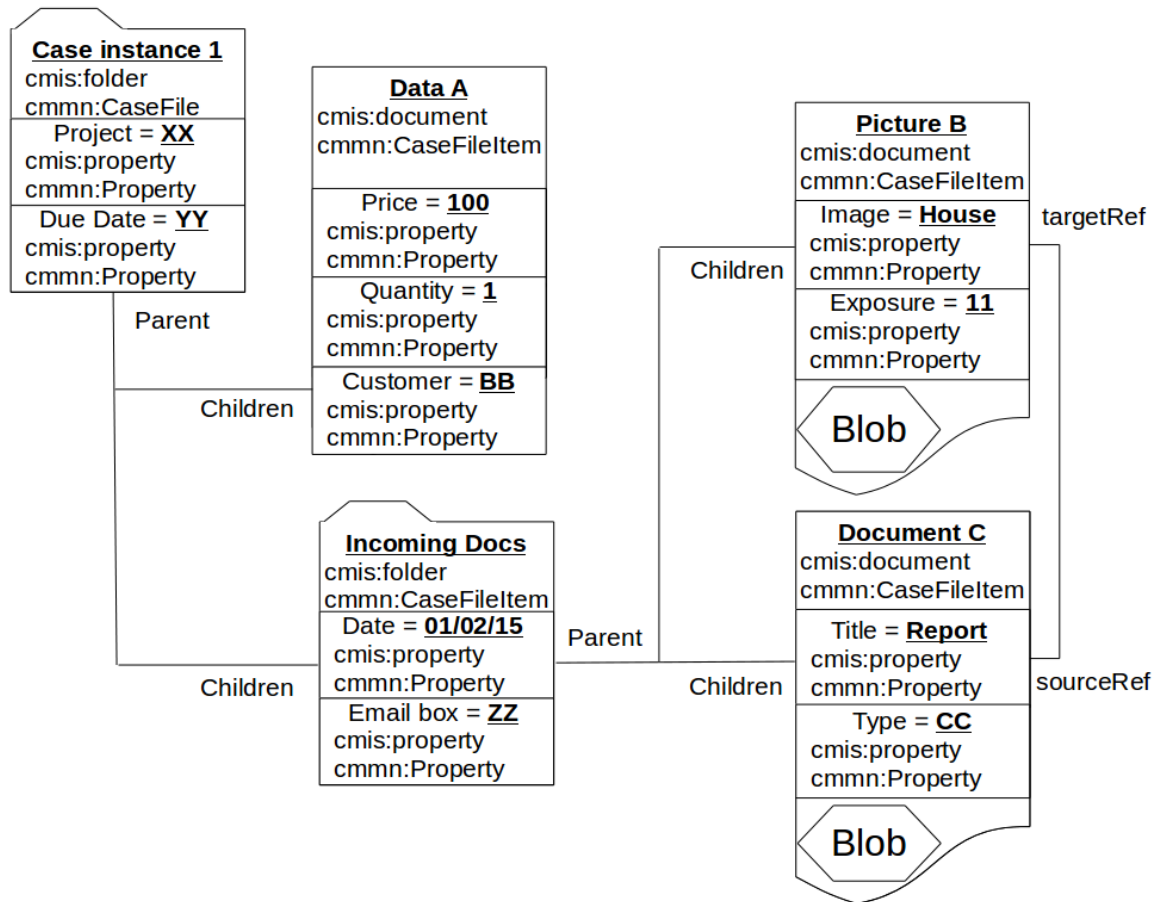 Case instance 1
cmis:folder
cmmn:CaseFile
Project = XX
cmis:property
cmmn:Property
Due Date = YY
cmis:property
cmmn:Property
Parent
Children
Data A
cmis:document
cmmn:CaseFileItem
Price = 100
cmis:property
cmmn:Property
Quantity = 1
cmis:property
cmmn:Property
Customer = BB
cmis:property
cmmn:Property
Children
Incoming Docs
cmis:folder
cmmn:CaseFileItem
Date = 01/02/15
cmis:property
cmmn:Property
Email box = ZZ
cmis:property
cmmn:Property
Parent
Children
Picture B
cmis:document
cmmn:CaseFileItem
Image = House
cmis:property
cmmn:Property
Exposure = 11
cmis:property
cmmn:Property
Blob
targetRef
Children
Document C
cmis:document
cmmn:CaseFileItem
Title = Report
cmis:property
cmmn:Property
Type = CC
cmis:property
cmmn:Property
Blob
sourceRef